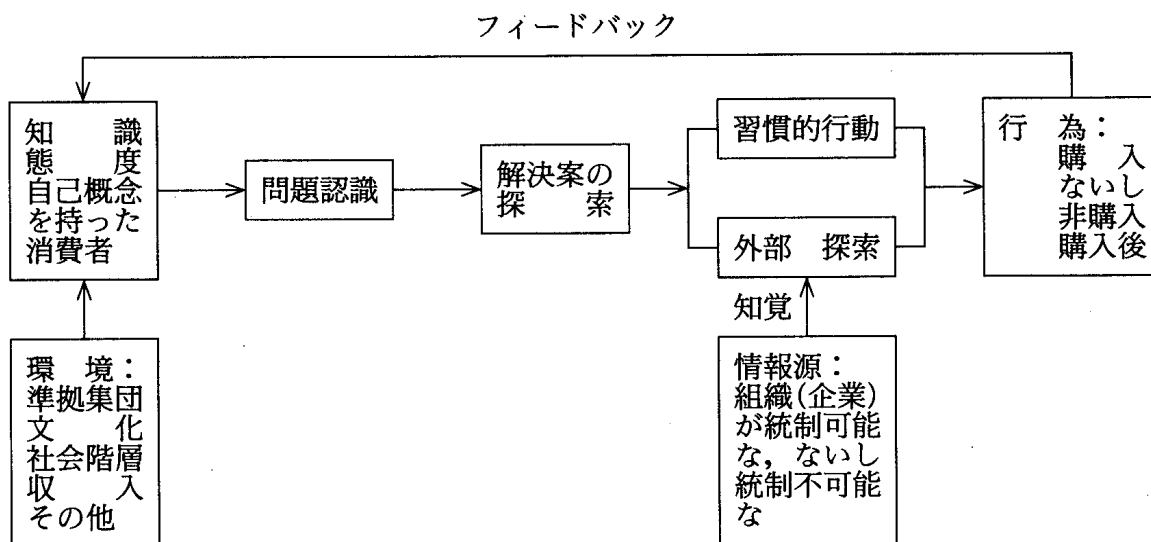 フィードバック
知 識
態 度
自己概念
を持った
消費者
問題認識
解決案の
探 索
習慣的行動
外部 探索
行 為：
購 入
ないし
非購入
購入後
知覚
環 境：
準拠集団
文 化
社会階層
収 入
その他
情報源：
組織(企業)
が統制可能
な，ないし
統制不可能
な